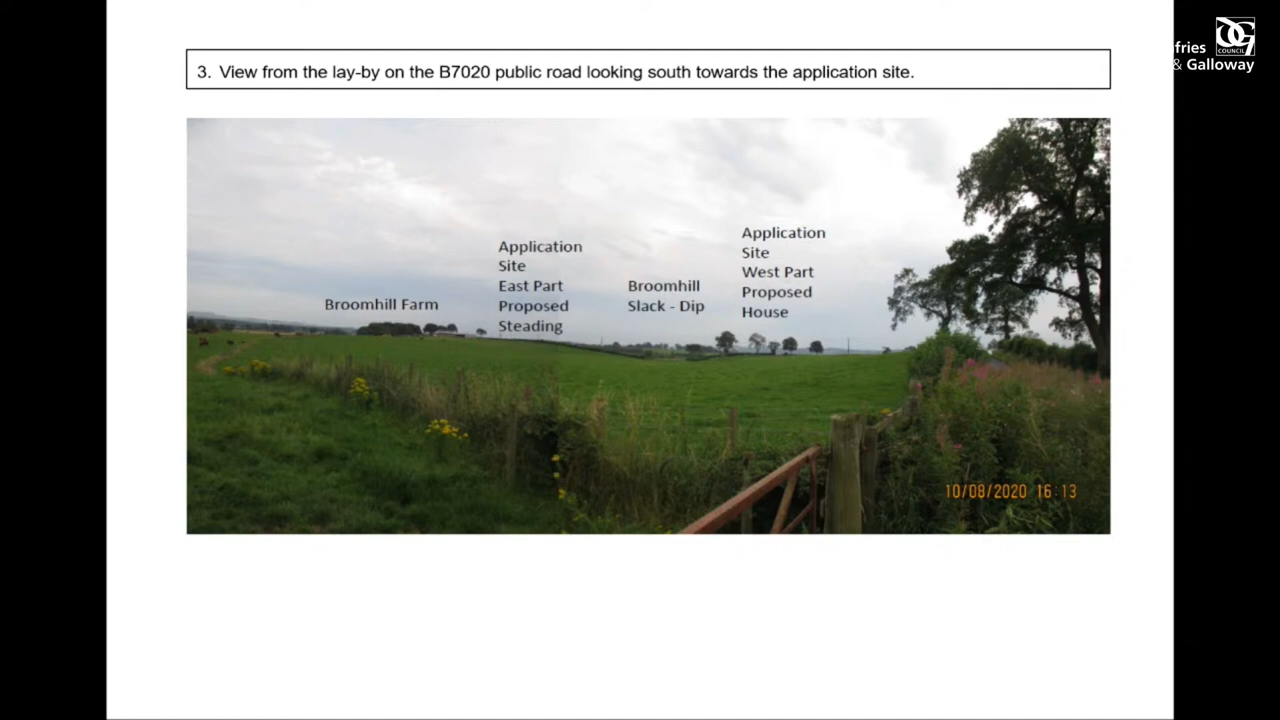 3. View from the lay-by on the B7020 public road looking south towards the application site.
fries
COUNCIL
& Galloway
Application
Site
West Part
Proposed
House
Application
Site
East Part
Proposed
Steading
Broomhill
Slack - Dip
Broomhill Farm
10/08/2020 16:13